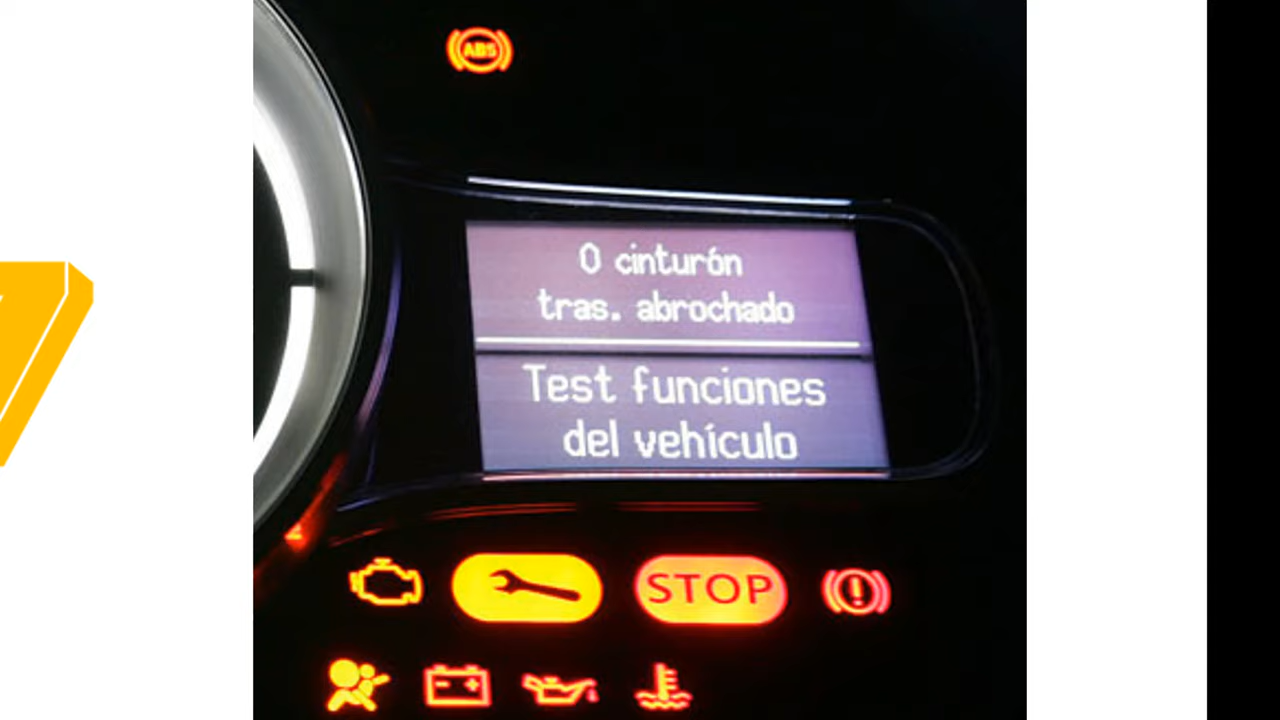 ABS
0 cinturón
tras. abrochado
Test funciones
del vehículo
STOP